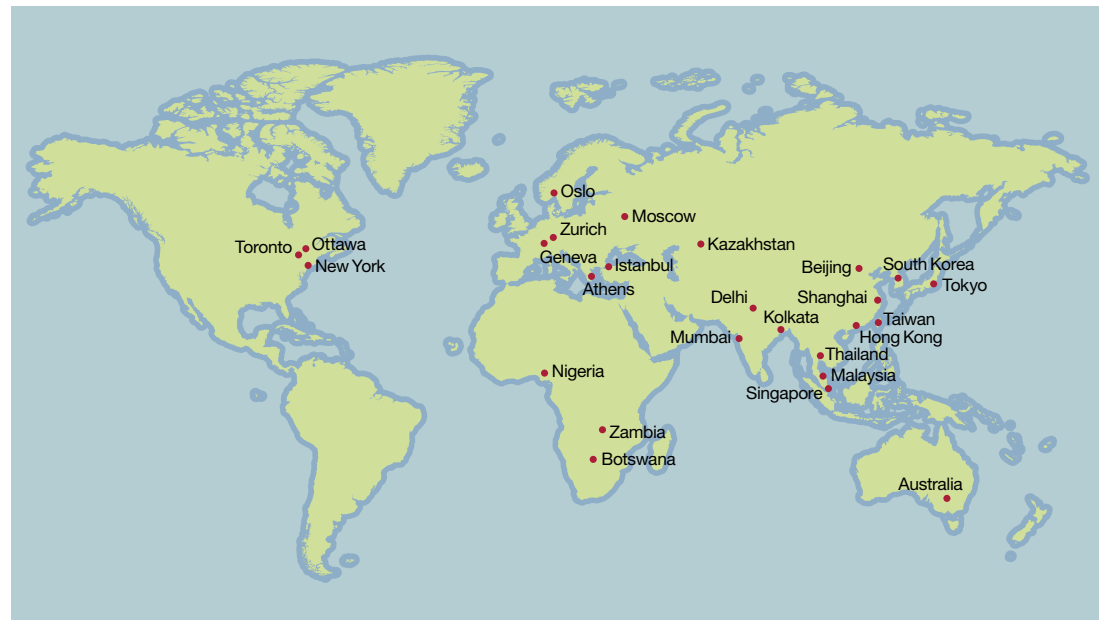 Oslo
Moscow
Zurich
Toronto
Ottawa
Kazakhstan
Geneva
New York
Istanbul
Beijing
South Korea
Athens
Tokyo
Delhi
Shanghai
Kolkata
Taiwan
Mumbai
Hong Kong
Thailand
Nigeria
Malaysia
Singapore
Zambia
Botswana
Australia